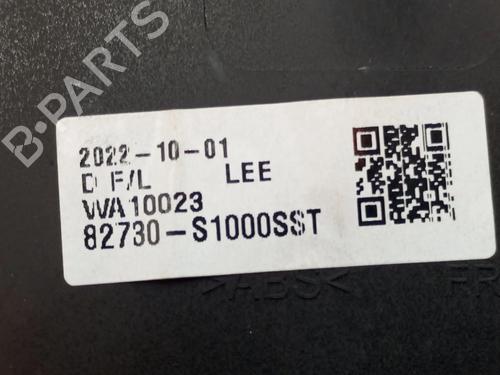 B-PARTS
2022-10-01
D F/L LEE
WA10023
82730-S1000SST
>ABS<
FR